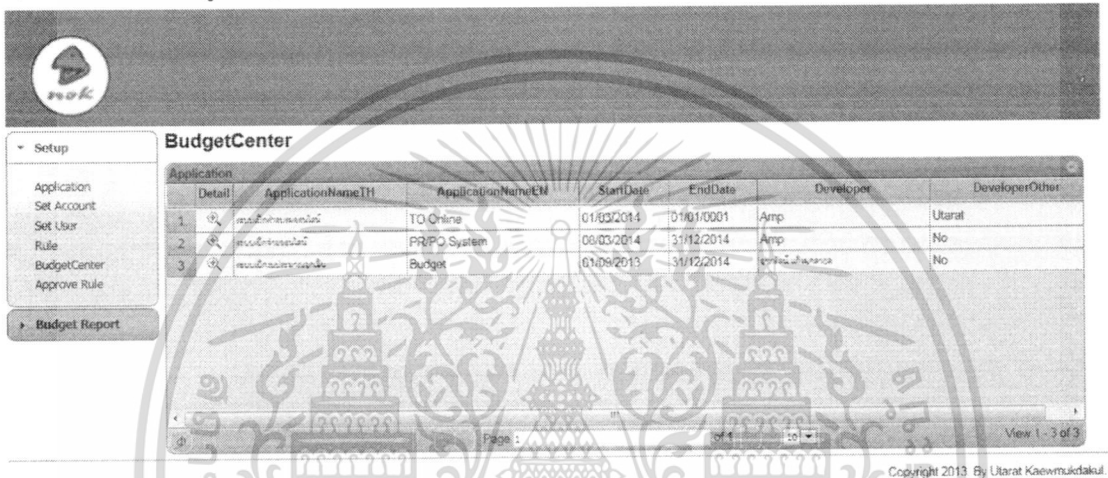 nok
Setup
Application
Set Account
Set User
Rule
BudgetCenter
Approve Rule
Budget Report
BudgetCenter
Application
Detail ApplicationNameTH ApplicationNameEN StartDate EndDate Developer DeveloperOther
1 TO Online 01/03/2014 01/01/0001 Amp Utarat
2 PR/PO System 08/03/2014 31/12/2014 Amp No
3 Budget 01/09/2013 31/12/2014 No
Page 1 of 1 10 View 1 - 3 of 3
Copyright 2013 By Utarat Kaewmukdakul.